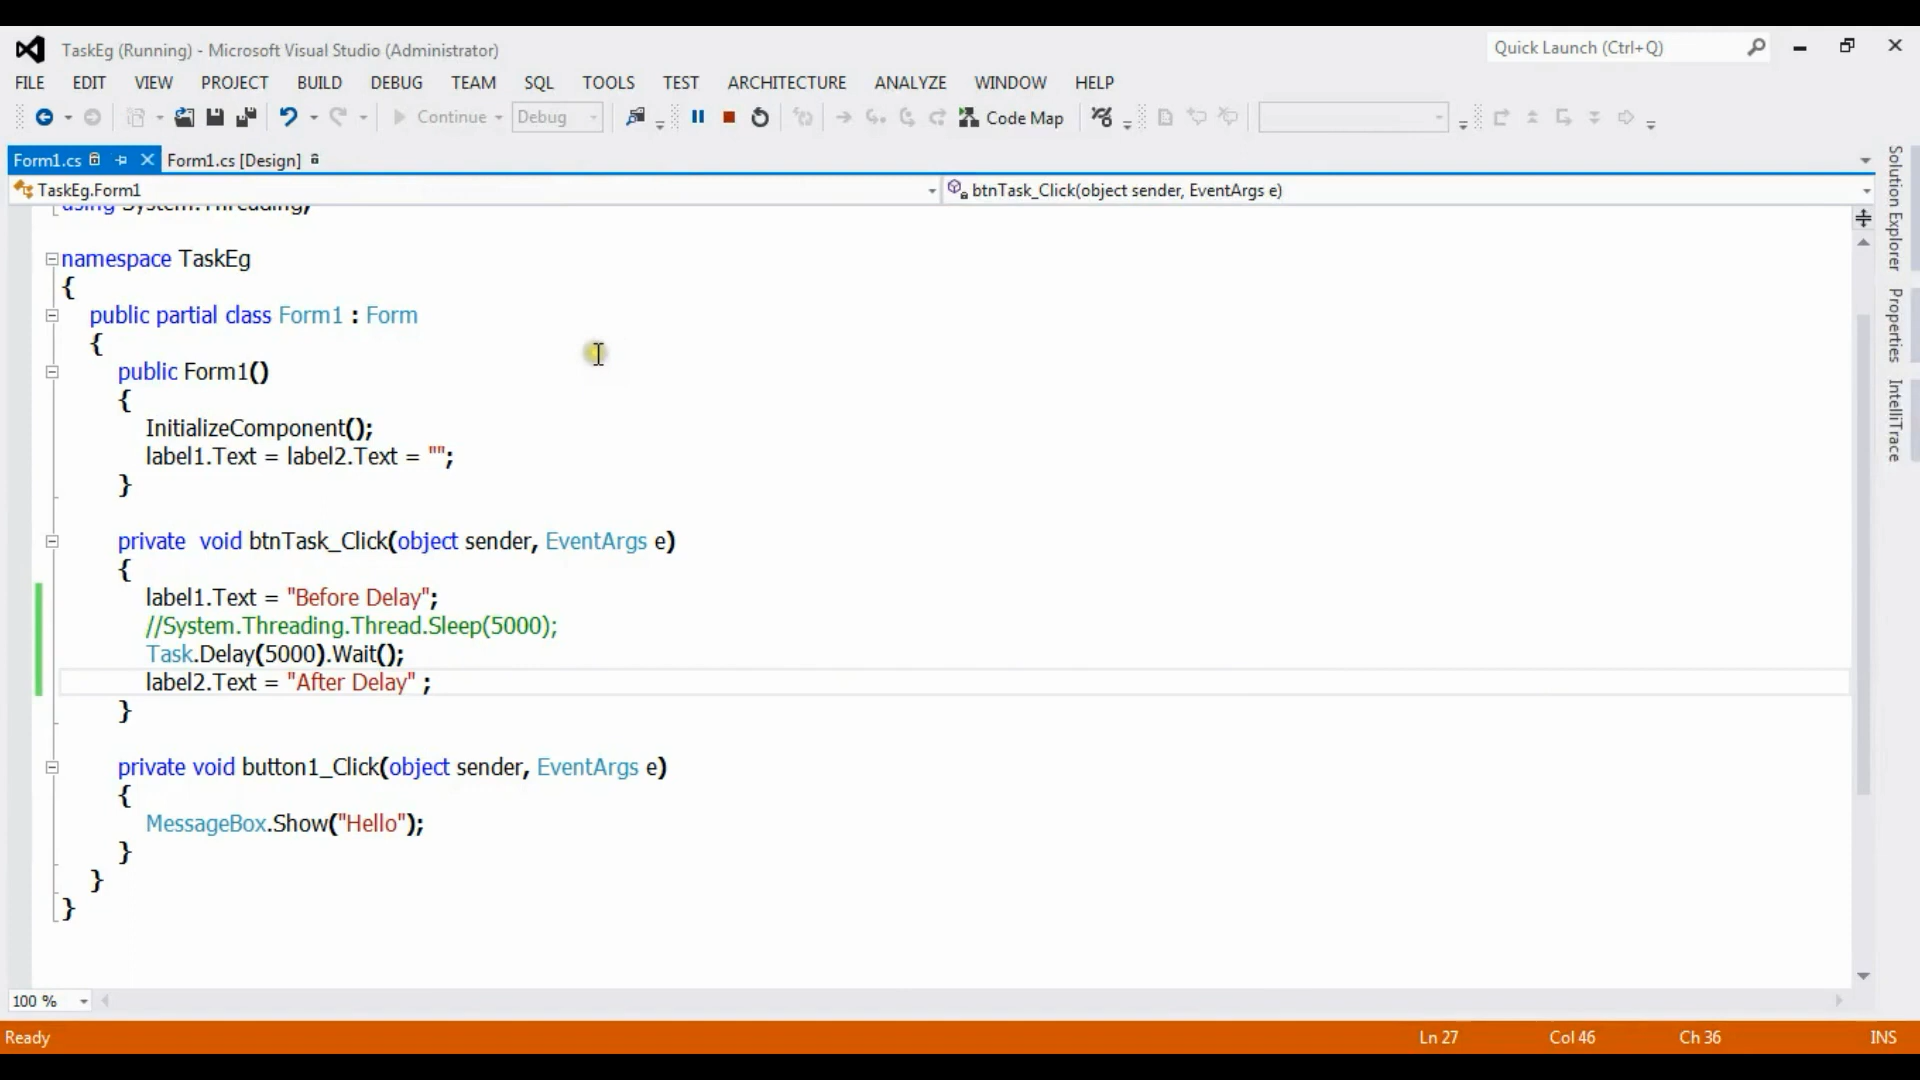 TaskEg (Running) - Microsoft Visual Studio (Administrator)
Quick Launch (Ctrl+Q)
FILE EDIT VIEW PROJECT BUILD DEBUG TEAM SQL TOOLS TEST ARCHITECTURE ANALYZE WINDOW HELP
Continue Debug Code Map
Form1.cs Form1.cs [Design]
TaskEg.Form1 btnTask_Click(object sender, EventArgs e)
using System.Threading;
namespace TaskEg
{
public partial class Form1 : Form
{
public Form1()
{
InitializeComponent();
label1.Text = label2.Text = "";
}
private void btnTask_Click(object sender, EventArgs e)
{
label1.Text = "Before Delay";
//System.Threading.Thread.Sleep(5000);
Task.Delay(5000).Wait();
label2.Text = "After Delay" ;
}
private void button1_Click(object sender, EventArgs e)
{
MessageBox.Show("Hello");
}
}
}
Solution Explorer
Properties
IntelliTrace
100 %
Ready Ln 27 Col 46 Ch 36 INS